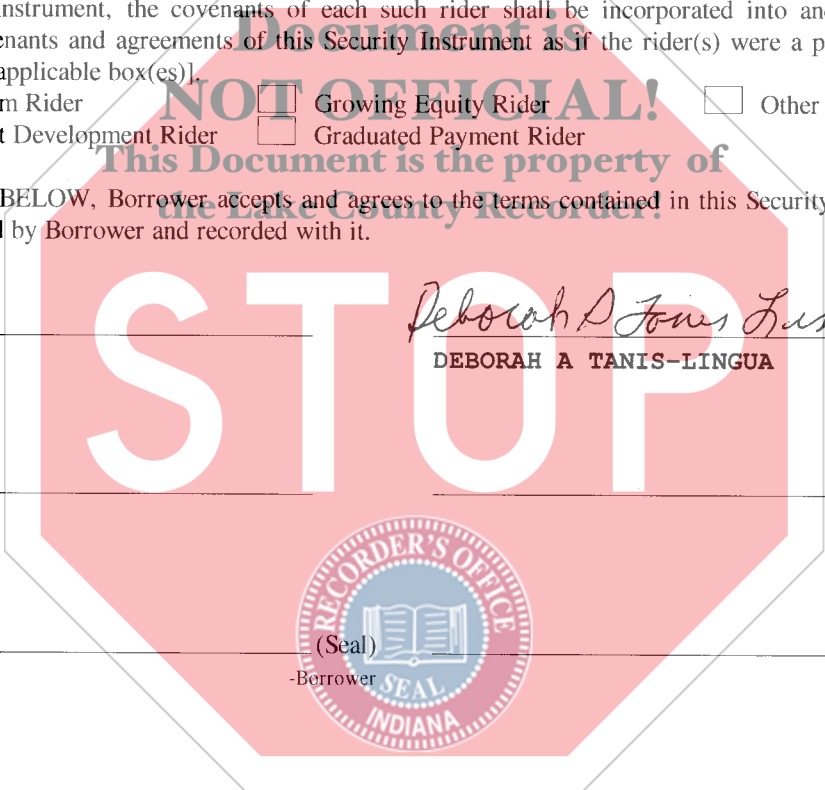 nstrument, the covenants of each such rider shall be incorporated into an
Document is
enants and agreements of this Security Instrument as if the rider(s) were a p
applicable box(es)].
NOT OFFICIAL!
m Rider Growing Equity Rider Other
t Development Rider Graduated Payment Rider
This Document is the property of
BELOW, Borrower accepts and agrees to the terms contained in this Security
the Lake County Recorder!
by Borrower and recorded with it.
STOP
Deborah A Tanis
DEBORAH A TANIS-LINGUA
RECORDER'S OFFICE
(Seal)
-Borrower
SEAL
INDIANA